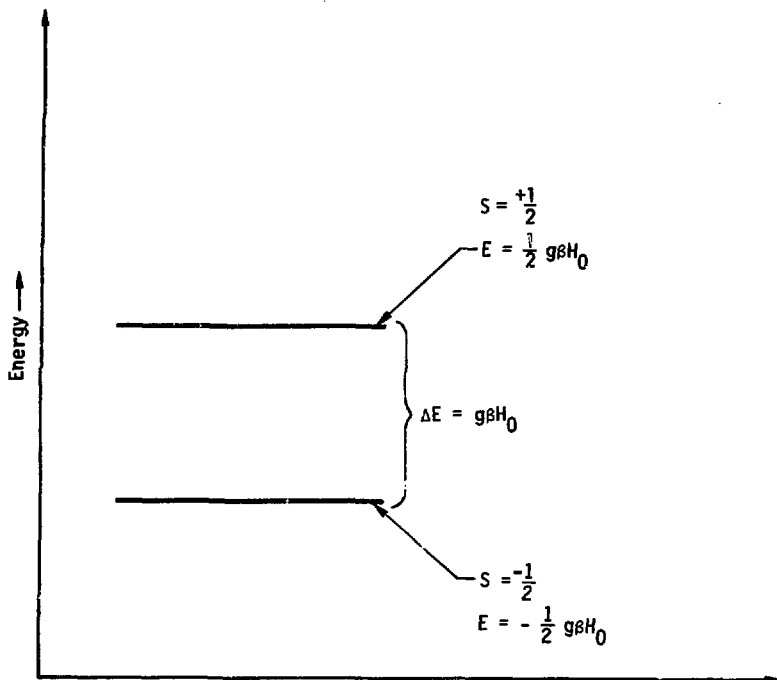 S = +1/2
E = 1/2 gβH₀
Energy →
ΔE = gβH₀
S = -1/2
E = - 1/2 gβH₀